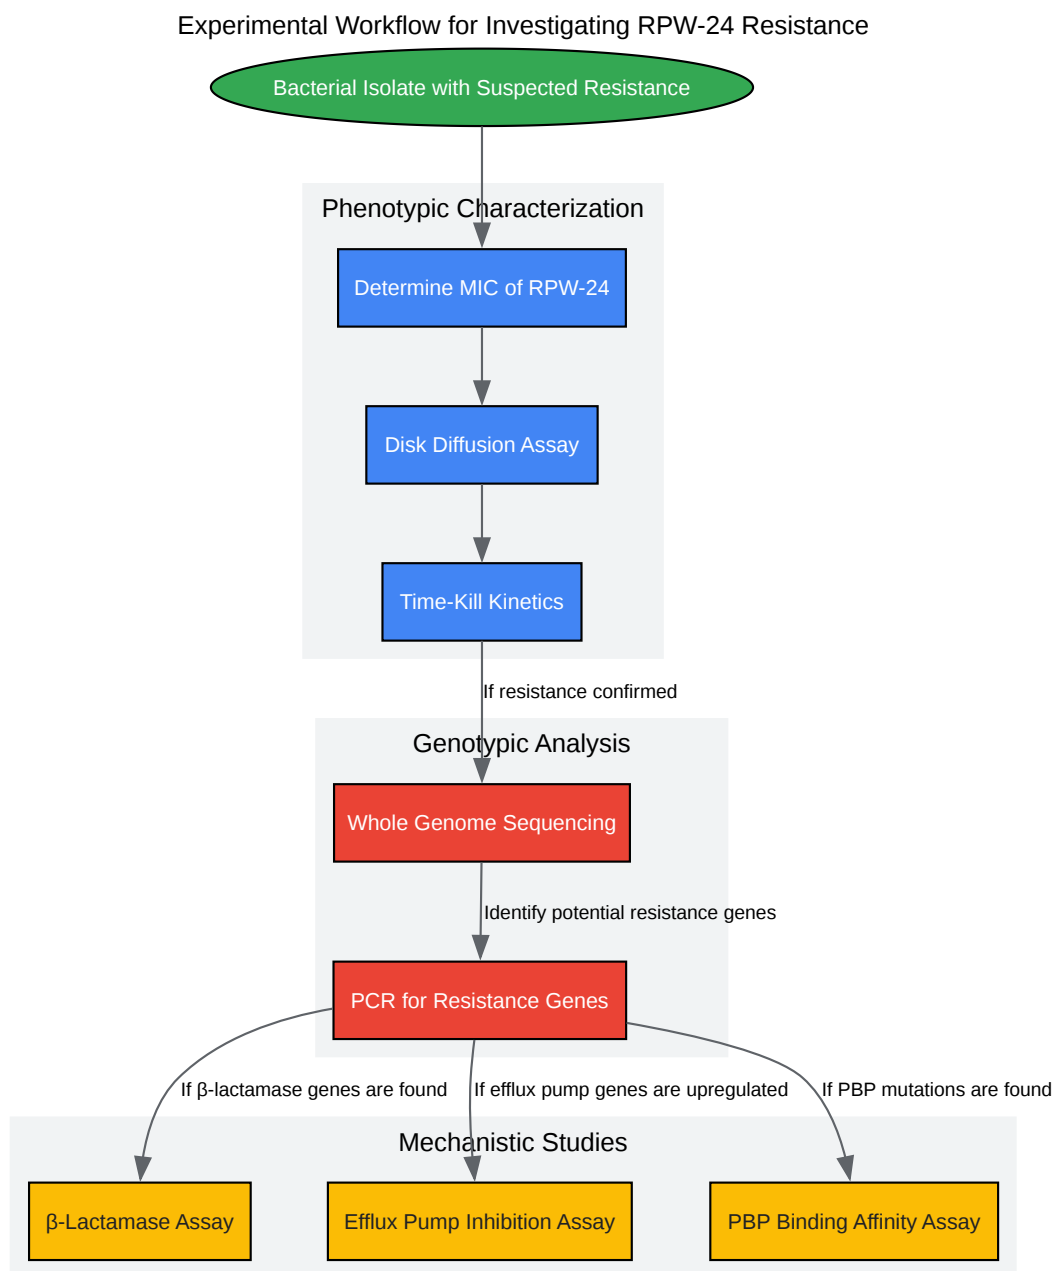 Experimental Workflow for Investigating RPW-24 Resistance
Bacterial Isolate with Suspected Resistance
Phenotypic Characterization
Determine MIC of RPW-24
Disk Diffusion Assay
Time-Kill Kinetics
If resistance confirmed
Genotypic Analysis
Whole Genome Sequencing
Identify potential resistance genes
PCR for Resistance Genes
If β-lactamase genes are found
If efflux pump genes are upregulated
If PBP mutations are found
Mechanistic Studies
β-Lactamase Assay
Efflux Pump Inhibition Assay
PBP Binding Affinity Assay